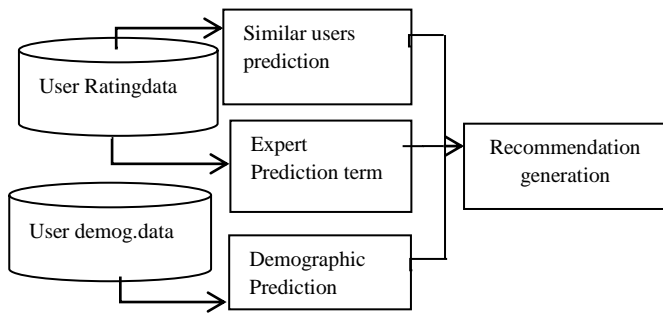 Similar users
prediction
User Ratingdata
Expert
Prediction term
Recommendation
generation
User demog.data
Demographic
Prediction